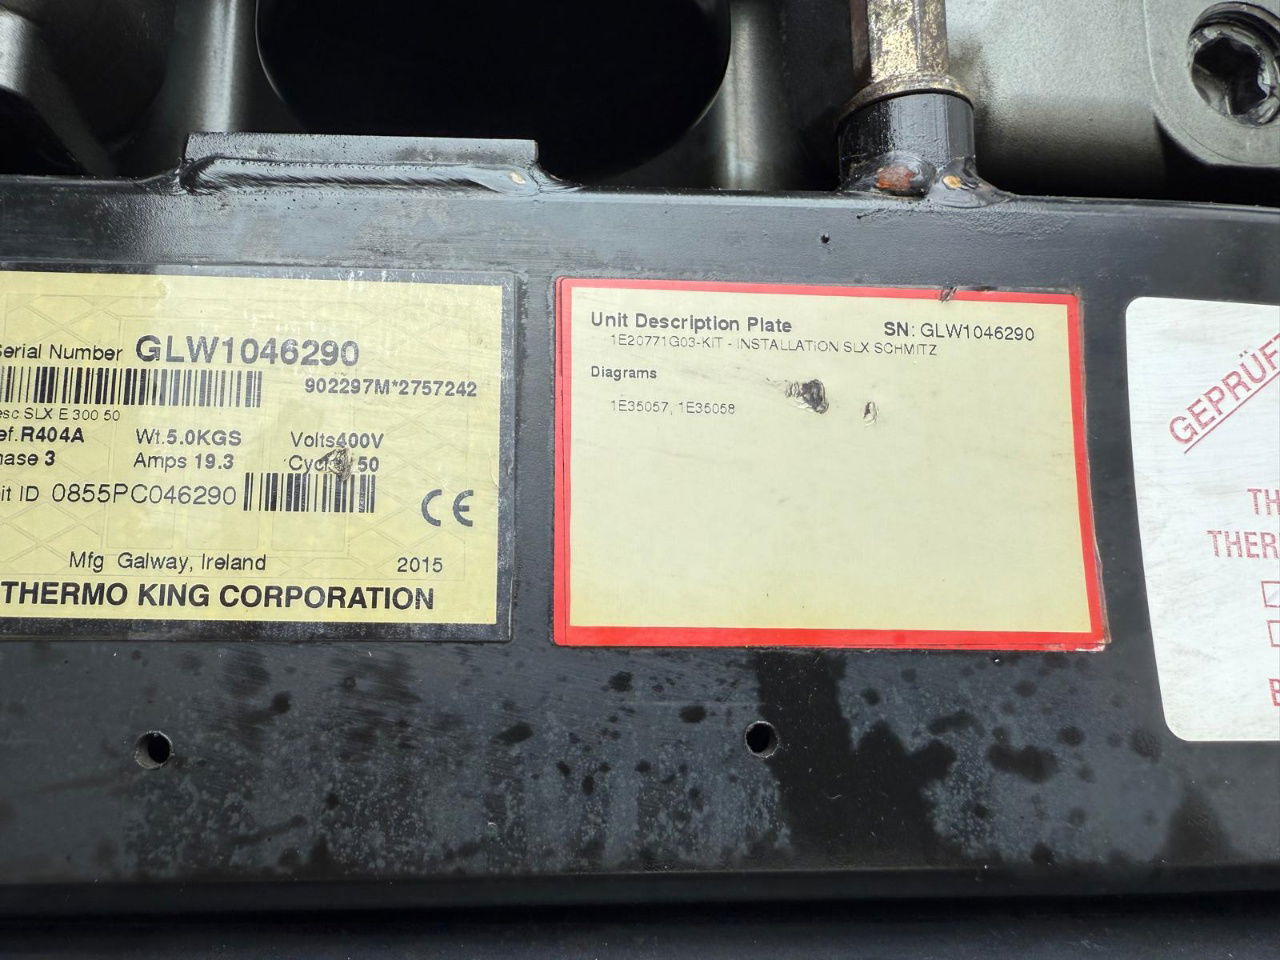 Serial Number GLW1046290
902297M*2757242
esc SLX E 300 50
ef. R404A Wt. 5.0KGS Volts 400V
hase 3 Amps 19.3 50
it ID 0855PC046290
CE
Mfg Galway, Ireland 2015
THERMO KING CORPORATION
Unit Description Plate SN: GLW1046290
1E20771G03-KIT - INSTALLATION SLX SCHMITZ
Diagrams
1E35057, 1E35058
GEPRÜF
TH
THER